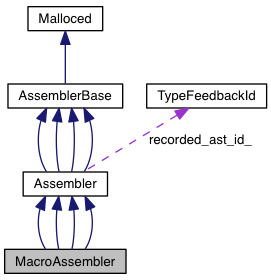 Malloced
AssemblerBase
TypeFeedbackId
recorded_ast_id_
Assembler
MacroAssembler